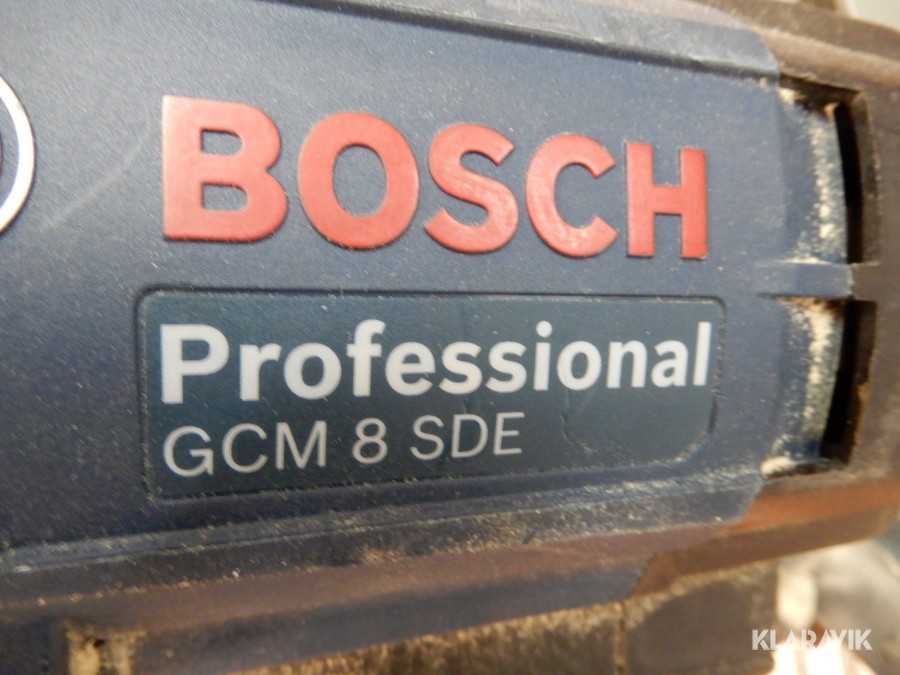 BOSCH
Professional
GCM 8 SDE
KLARAVIK